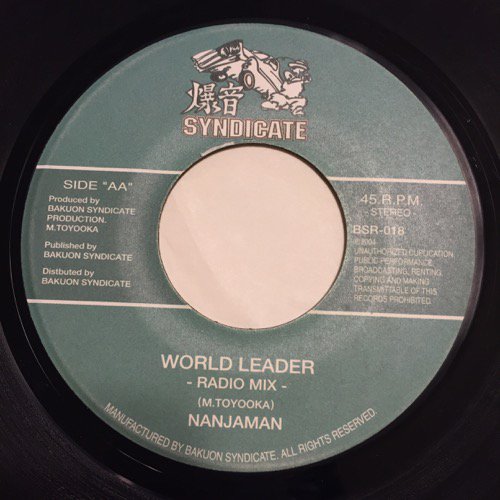 爆音
SYNDICATE
SIDE "AA"
Produced by
BAKUON SYNDICATE
PRODUCTION.
M.TOYOOKA
Published by
BAKUON SYNDICATE
Distubted by
BAKUON SYNDICATE
45 R.P.M.
STEREO
BSR-018
℗ 2004
UNAUTHORIZED DUPLICATION
PUBLIC PERFORMANCE,
BROADCASTING, RENTING,
COPYING AND MAKING
TRANSMITTABLE OF THIS
RECORDS PROHIBITED.
WORLD LEADER
- RADIO MIX -
(M.TOYOOKA)
NANJAMAN
MANUFACTURED BY BAKUON SYNDICATE. ALL RIGHTS RESERVED.